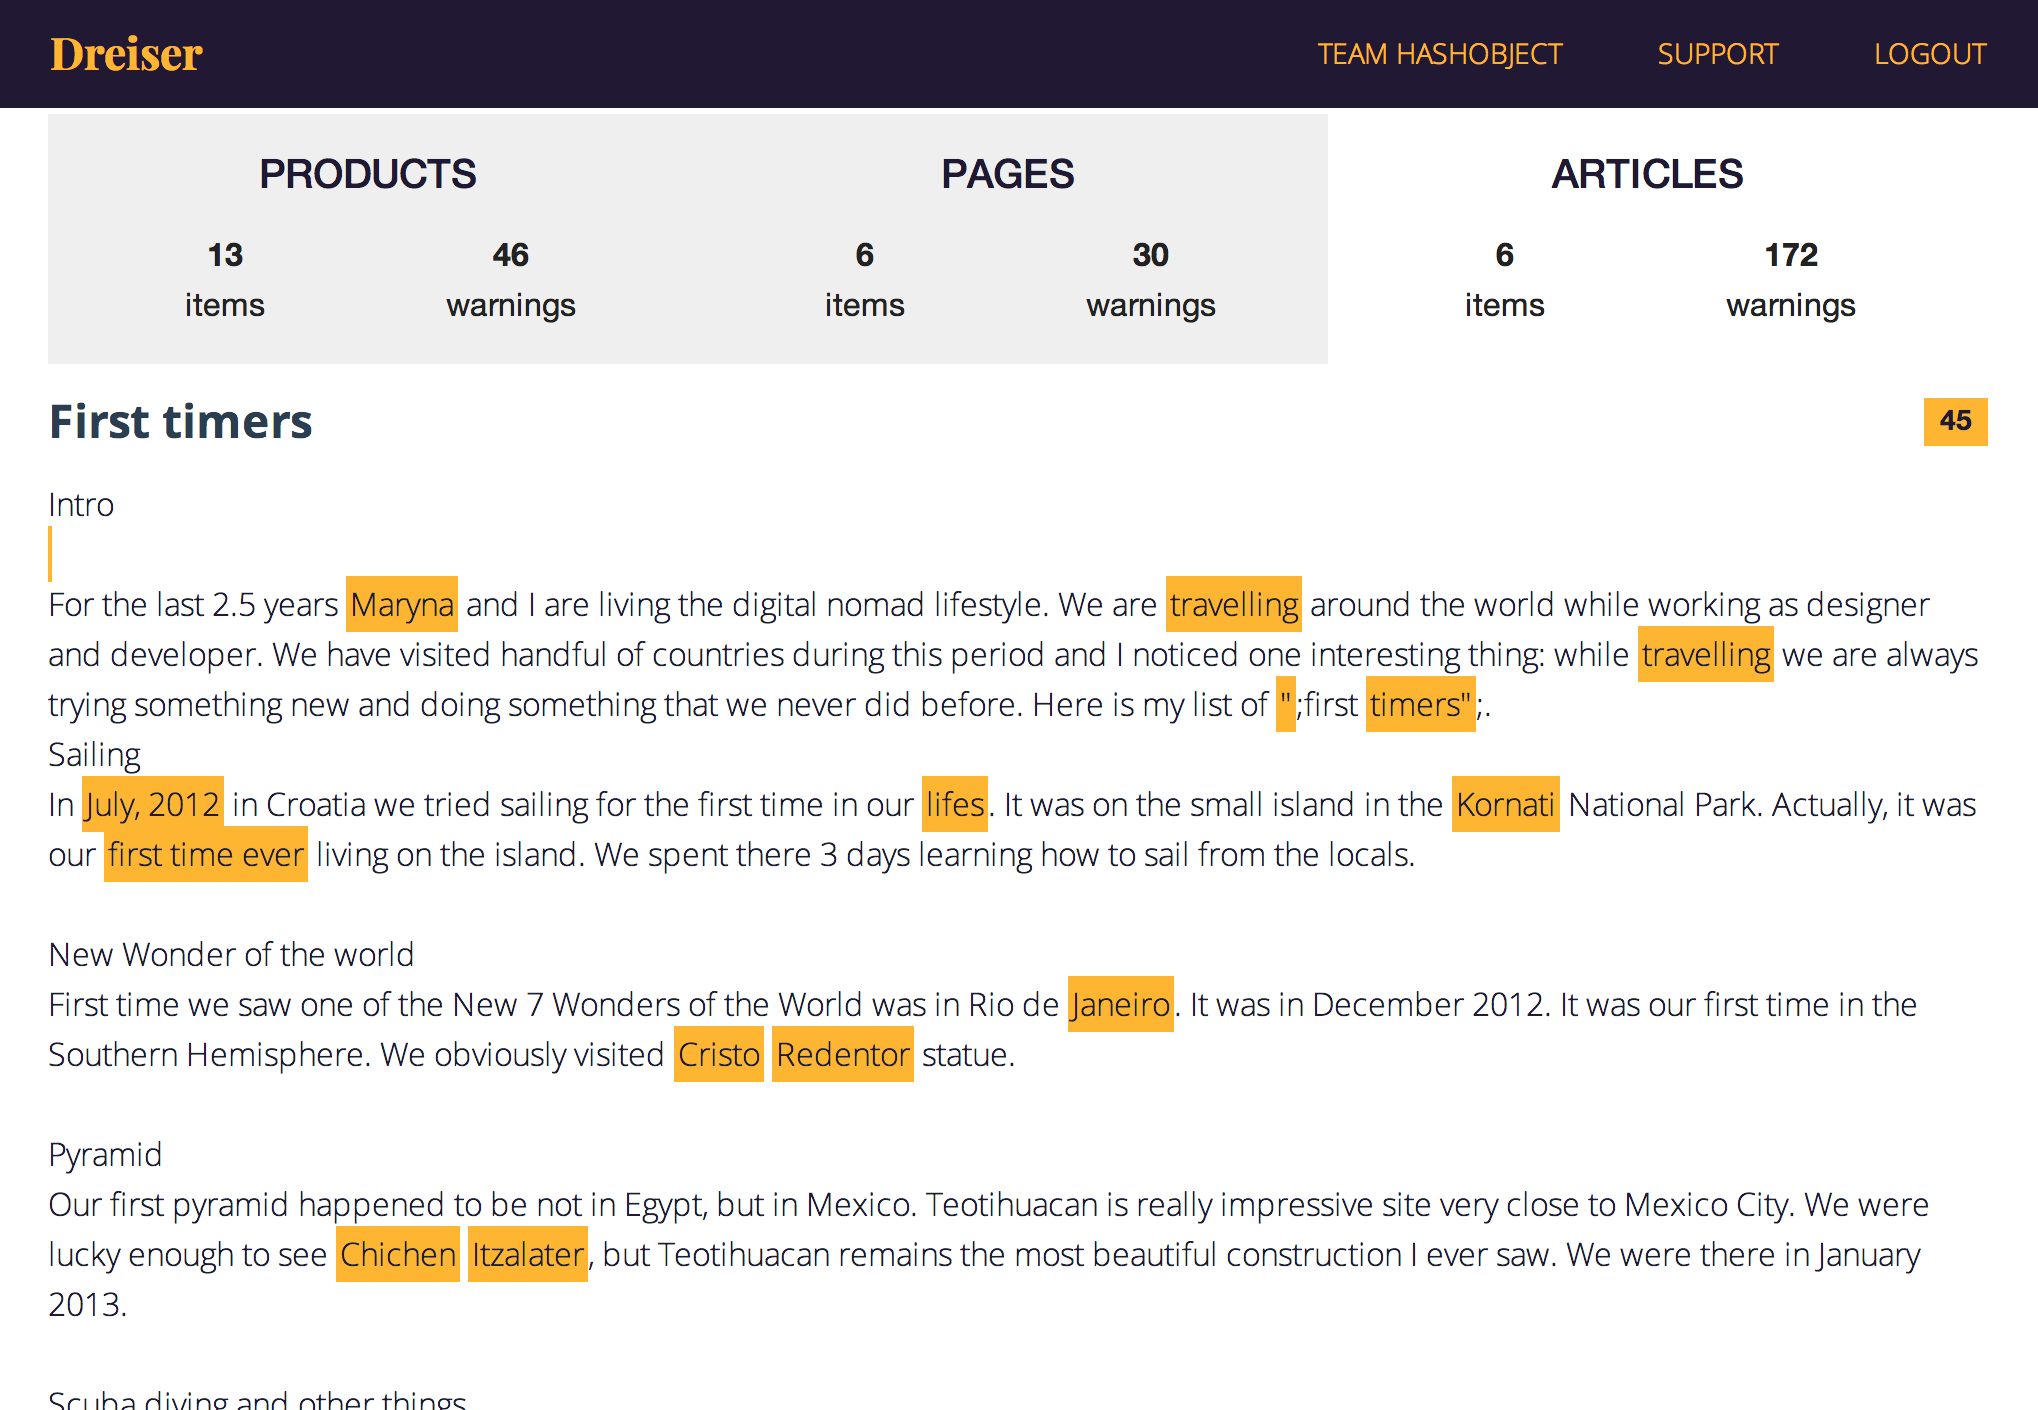 Dreiser
TEAM HASHOBJECT SUPPORT LOGOUT
PRODUCTS PAGES ARTICLES
13 46 6 30 6 172
items warnings items warnings items warnings
First timers 45
Intro
For the last 2.5 years Maryna and I are living the digital nomad lifestyle. We are travelling around the world while working as designer
and developer. We have visited handful of countries during this period and I noticed one interesting thing: while travelling we are always
trying something new and doing something that we never did before. Here is my list of ";first timers";.
Sailing
In July, 2012 in Croatia we tried sailing for the first time in our lifes. It was on the small island in the Kornati National Park. Actually, it was
our first time ever living on the island. We spent there 3 days learning how to sail from the locals.
New Wonder of the world
First time we saw one of the New 7 Wonders of the World was in Rio de Janeiro. It was in December 2012. It was our first time in the
Southern Hemisphere. We obviously visited Cristo Redentor statue.
Pyramid
Our first pyramid happened to be not in Egypt, but in Mexico. Teotihuacan is really impressive site very close to Mexico City. We were
lucky enough to see Chichen Itzalater, but Teotihuacan remains the most beautiful construction I ever saw. We were there in January
2013.
Scuba diving and other things